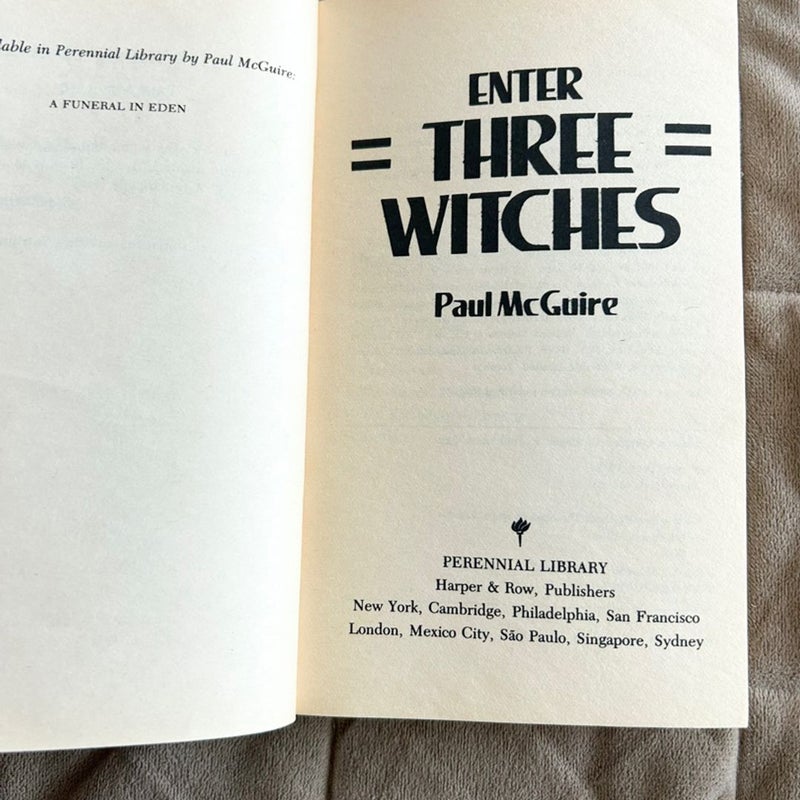 lable in Perennial Library by Paul McGuire:
A FUNERAL IN EDEN
ENTER
= THREE =
WITCHES
Paul McGuire
PERENNIAL LIBRARY
Harper & Row, Publishers
New York, Cambridge, Philadelphia, San Francisco
London, Mexico City, São Paulo, Singapore, Sydney